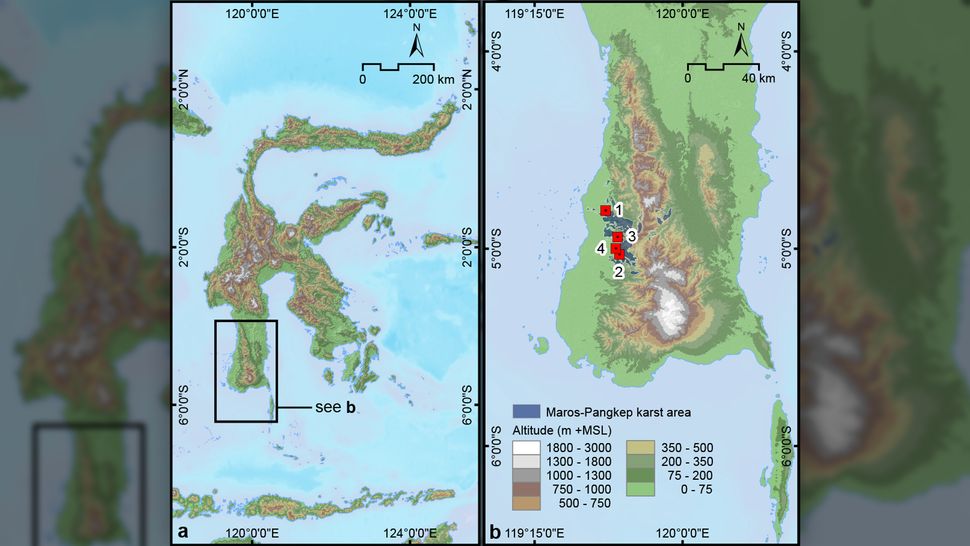 120°0'0"E 124°0'0"E
N
0 200 km
2°0'0"N
2°0'0"N
2°0'0"S
2°0'0"S
see b
6°0'0"S
6°0'0"S
a
120°0'0"E 124°0'0"E
119°15'0"E 120°0'0"E
N
0 40 km
4°0'0"S
4°0'0"S
1
3
4
2
5°0'0"S
5°0'0"S
Maros-Pangkep karst area
Altitude (m +MSL)
1800 - 3000 350 - 500
1300 - 1800 200 - 350
1000 - 1300 75 - 200
750 - 1000 0 - 75
500 - 750
6°0'0"S
6°0'0"S
b
119°15'0"E 120°0'0"E